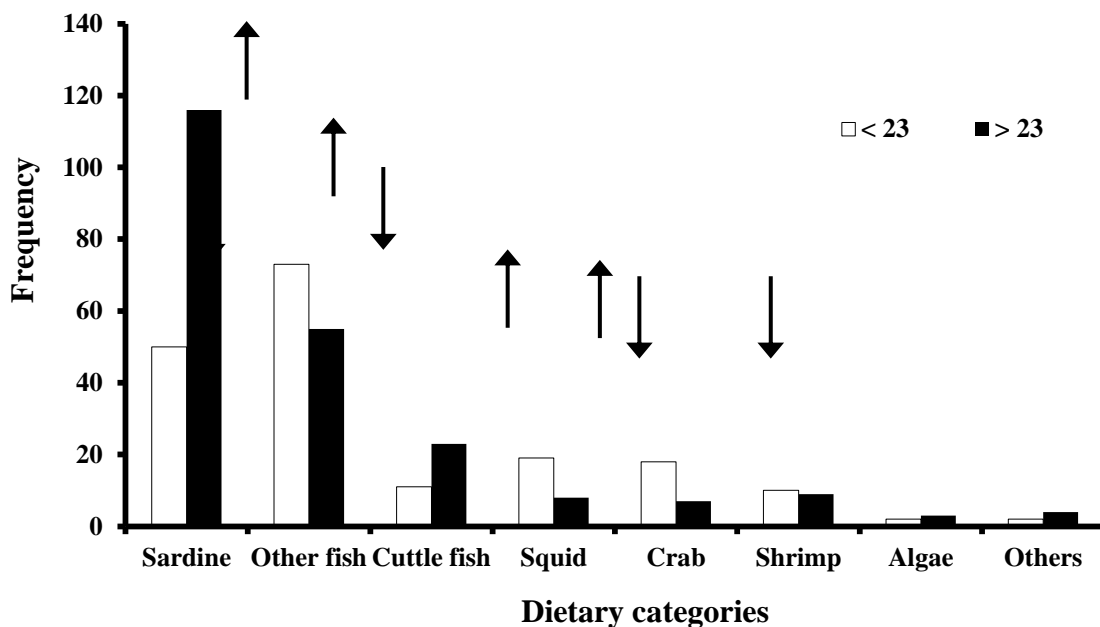 140
120
100
80
60
40
20
0
Frequency
< 23
> 23
Sardine
Other fish
Cuttle fish
Squid
Crab
Shrimp
Algae
Others
Dietary categories